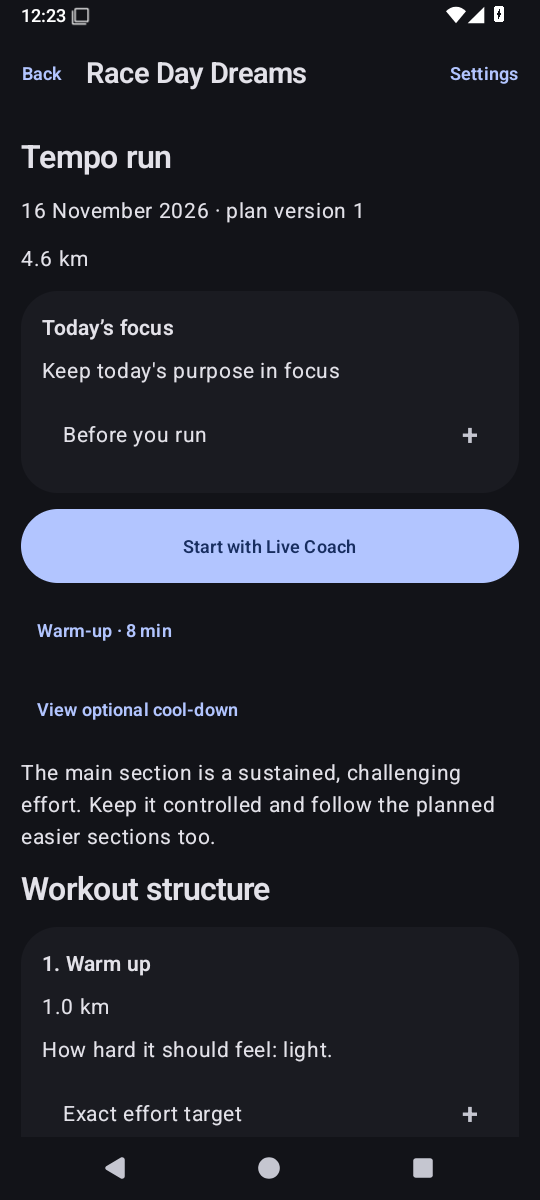 12:23
Back Race Day Dreams Settings
Tempo run
16 November 2026 · plan version 1
4.6 km
Today’s focus
Keep today's purpose in focus
Before you run +
Start with Live Coach
Warm-up · 8 min
View optional cool-down
The main section is a sustained, challenging
effort. Keep it controlled and follow the planned
easier sections too.
Workout structure
1. Warm up
1.0 km
How hard it should feel: light.
Exact effort target +